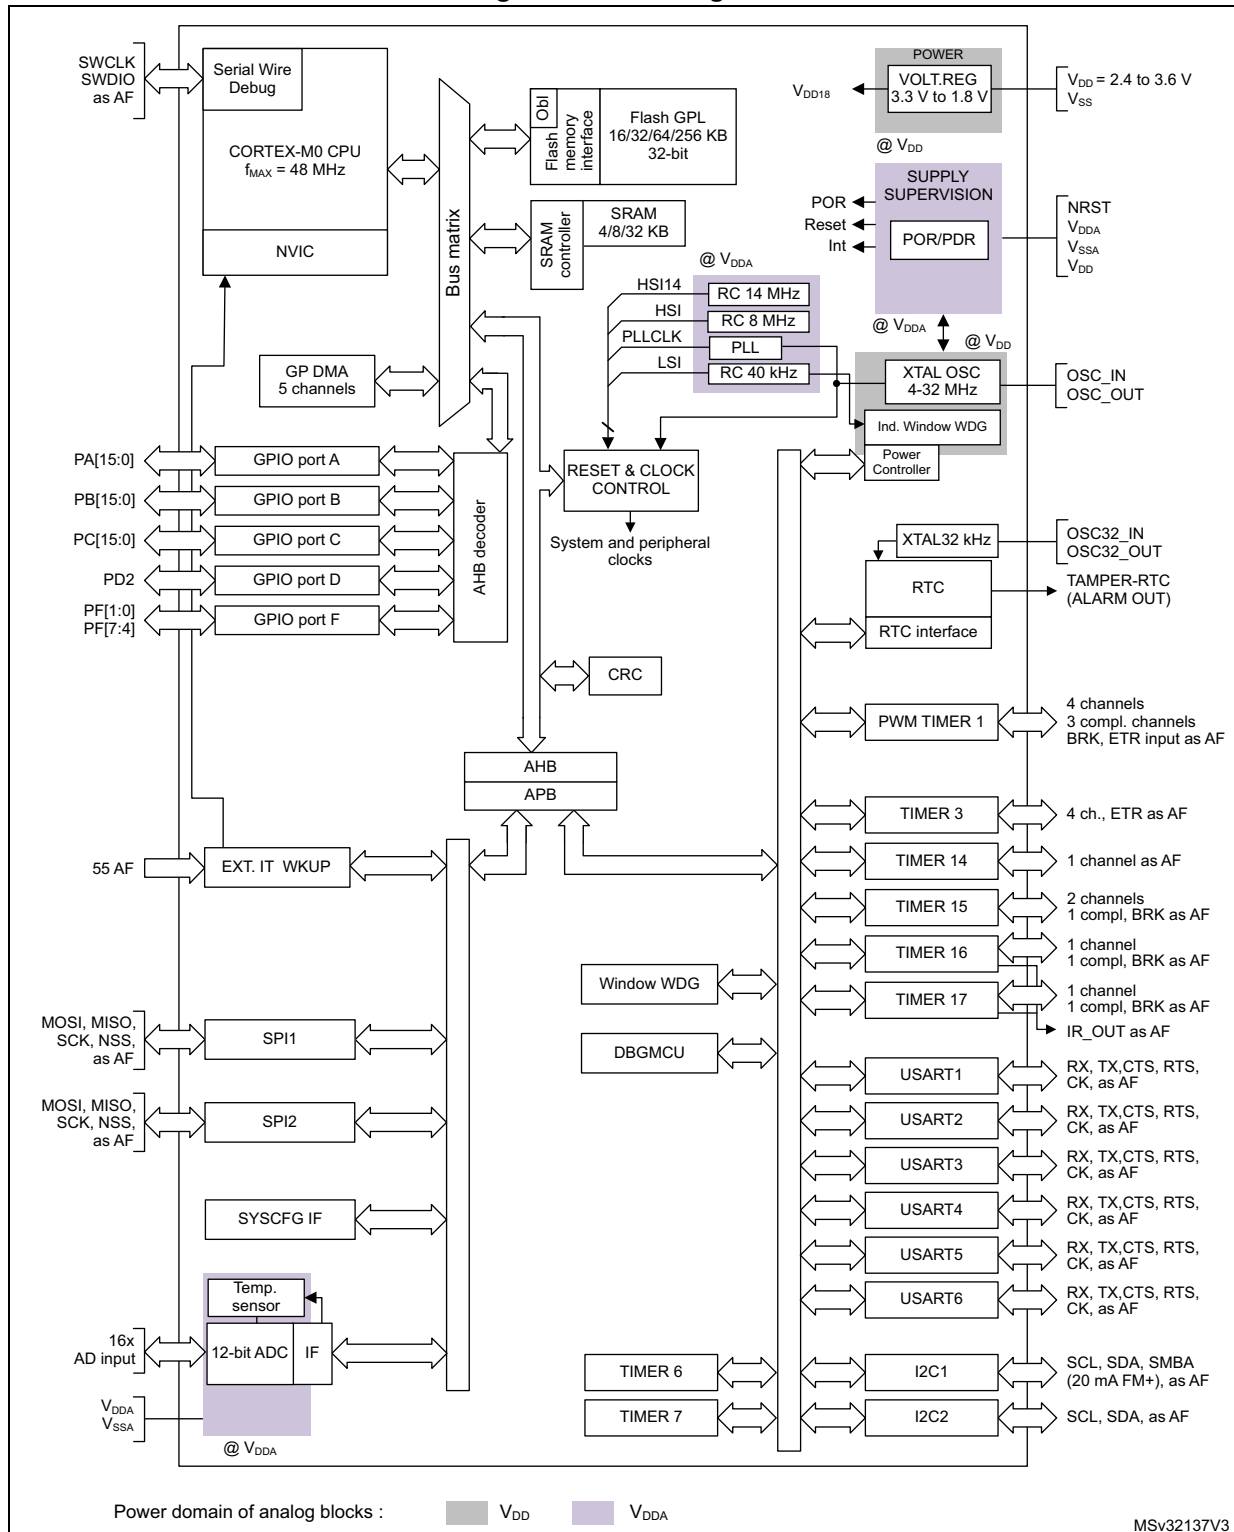 SWCLK
SWDIO
as AF
Serial Wire
Debug
CORTEX-M0 CPU
fMAX = 48 MHz
NVIC
Bus matrix
Obl
Flash
memory
interface
Flash GPL
16/32/64/256 KB
32-bit
SRAM
controller
SRAM
4/8/32 KB
POWER
VOLT.REG
3.3 V to 1.8 V
VDD18
VDD = 2.4 to 3.6 V
VSS
@ VDD
SUPPLY
SUPERVISION
POR/PDR
POR
Reset
Int
NRST
VDDA
VSSA
VDD
@ VDDA
HSI14
HSI
PLLCLK
LSI
RC 14 MHz
RC 8 MHz
PLL
RC 40 kHz
@ VDDA
@ VDD
XTAL OSC
4-32 MHz
OSC_IN
OSC_OUT
Ind. Window WDG
Power
Controller
GP DMA
5 channels
PA[15:0]
GPIO port A
PB[15:0]
GPIO port B
PC[15:0]
GPIO port C
PD2
GPIO port D
PF[1:0]
PF[7:4]
GPIO port F
AHB decoder
RESET & CLOCK
CONTROL
System and peripheral
clocks
XTAL32 kHz
OSC32_IN
OSC32_OUT
RTC
TAMPER-RTC
(ALARM OUT)
RTC interface
CRC
AHB
APB
PWM TIMER 1
4 channels
3 compl. channels
BRK, ETR input as AF
TIMER 3
4 ch., ETR as AF
TIMER 14
1 channel as AF
TIMER 15
2 channels
1 compl, BRK as AF
TIMER 16
1 channel
1 compl, BRK as AF
TIMER 17
1 channel
1 compl, BRK as AF
IR_OUT as AF
55 AF
EXT. IT WKUP
Window WDG
DBGMCU
MOSI, MISO,
SCK, NSS,
as AF
SPI1
MOSI, MISO,
SCK, NSS,
as AF
SPI2
SYSCFG IF
USART1
RX, TX,CTS, RTS,
CK, as AF
USART2
RX, TX,CTS, RTS,
CK, as AF
USART3
RX, TX,CTS, RTS,
CK, as AF
USART4
RX, TX,CTS, RTS,
CK, as AF
USART5
RX, TX,CTS, RTS,
CK, as AF
USART6
RX, TX,CTS, RTS,
CK, as AF
Temp.
sensor
16x
AD input
12-bit ADC
IF
VDDA
VSSA
@ VDDA
TIMER 6
TIMER 7
I2C1
SCL, SDA, SMBA
(20 mA FM+), as AF
I2C2
SCL, SDA, as AF
Power domain of analog blocks :
VDD
VDDA
MSv32137V3